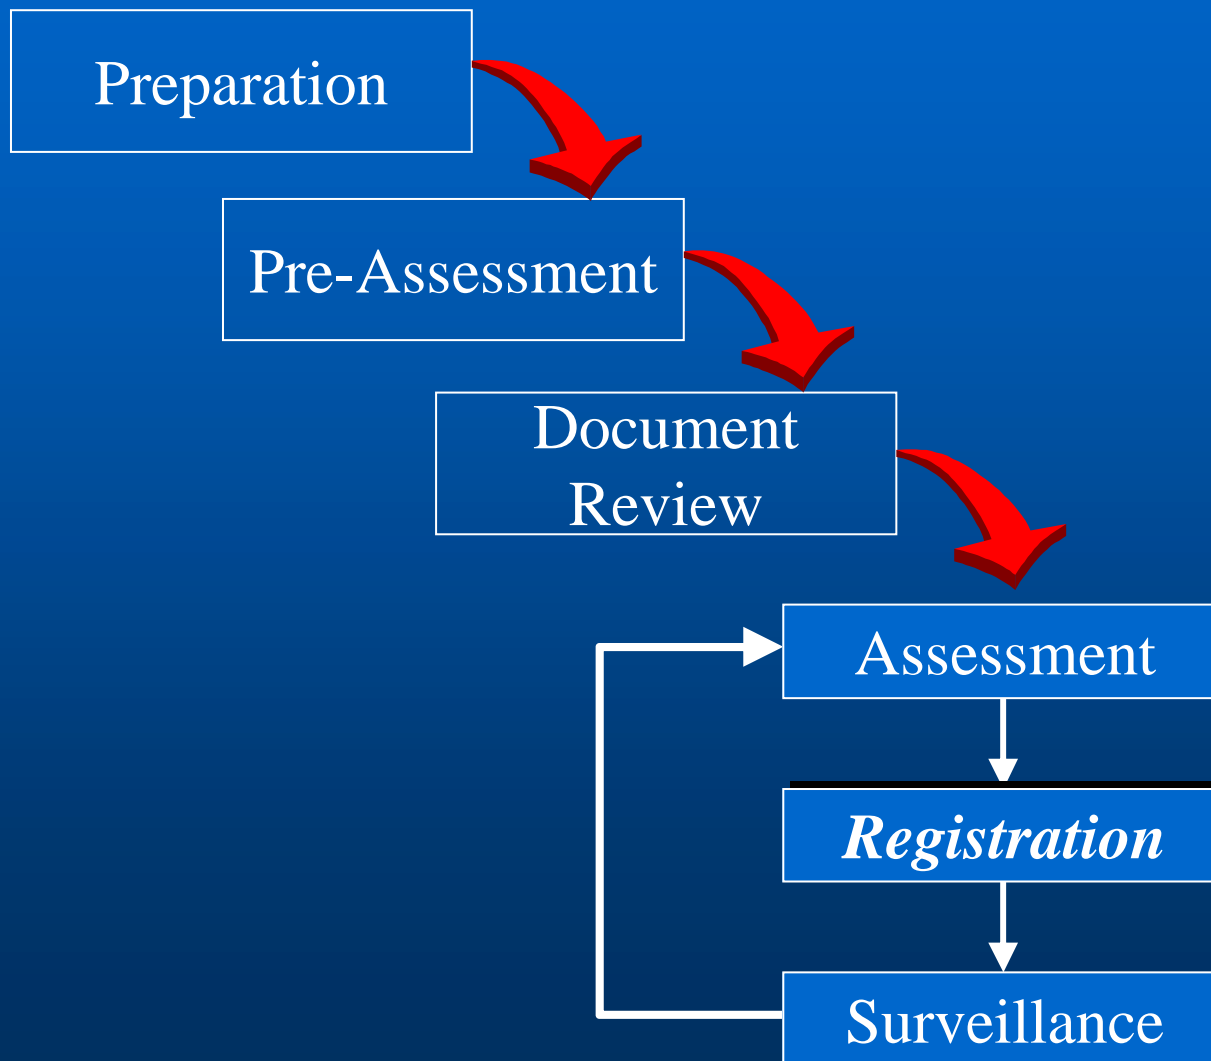 Preparation
Pre-Assessment
Document
Review
Assessment
Registration
Surveillance